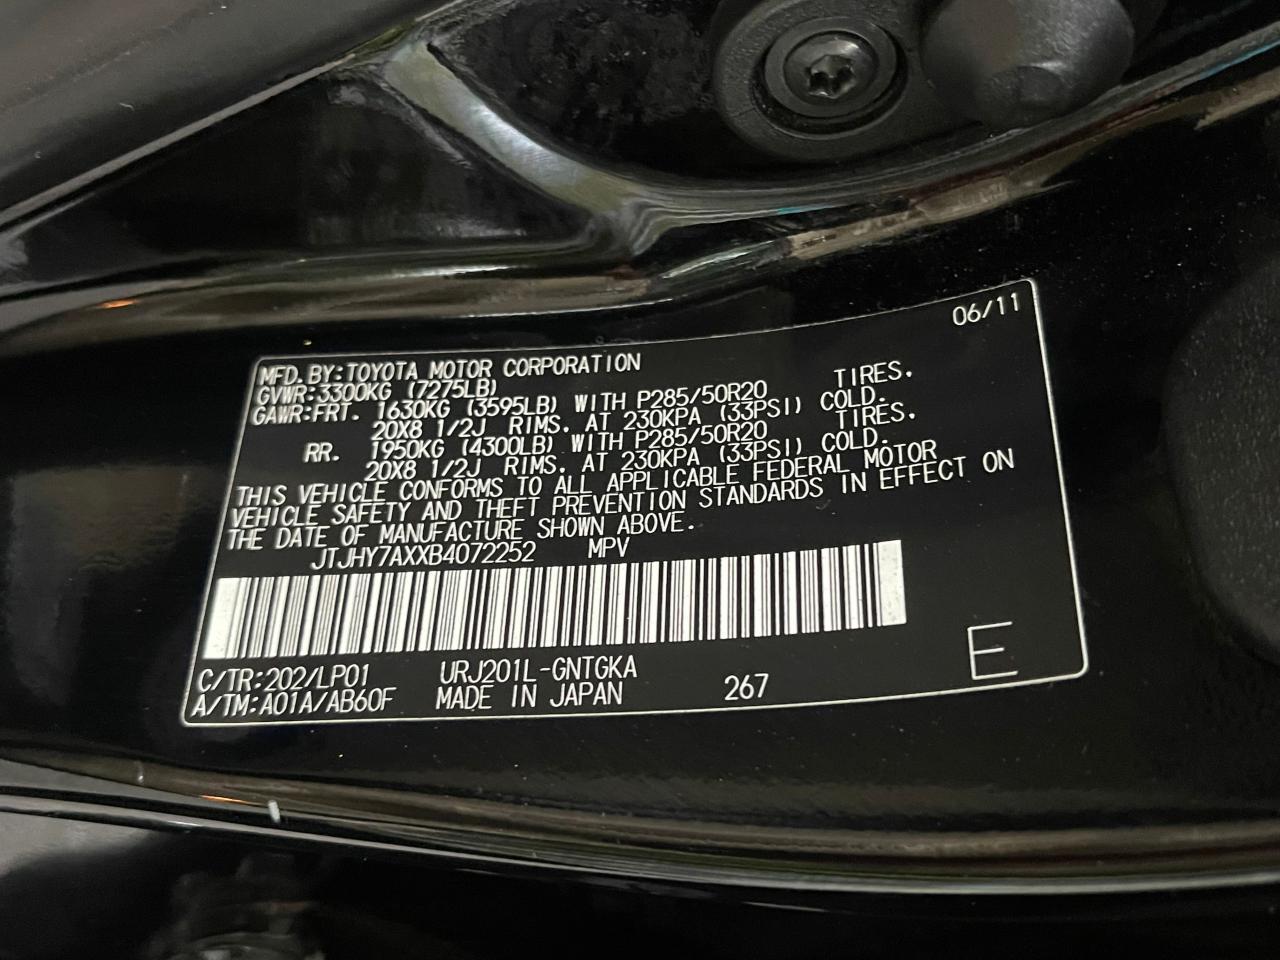 06/11
MFD. BY: TOYOTA MOTOR CORPORATION
GVWR: 3300KG (7275LB)
GAWR: FRT. 1630KG (3595LB) WITH P285/50R20 TIRES.
20X8 1/2J RIMS. AT 230KPA (33PSI) COLD.
RR. 1950KG (4300LB) WITH P285/50R20 TIRES.
20X8 1/2J RIMS. AT 230KPA (33PSI) COLD.
THIS VEHICLE CONFORMS TO ALL APPLICABLE FEDERAL MOTOR
VEHICLE SAFETY AND THEFT PREVENTION STANDARDS IN EFFECT ON
THE DATE OF MANUFACTURE SHOWN ABOVE.
JTJHY7AXXB4072252 MPV
C/TR: 202/LP01 URJ201L-GNTGKA
A/TM: A01A/AB60F MADE IN JAPAN 267
E